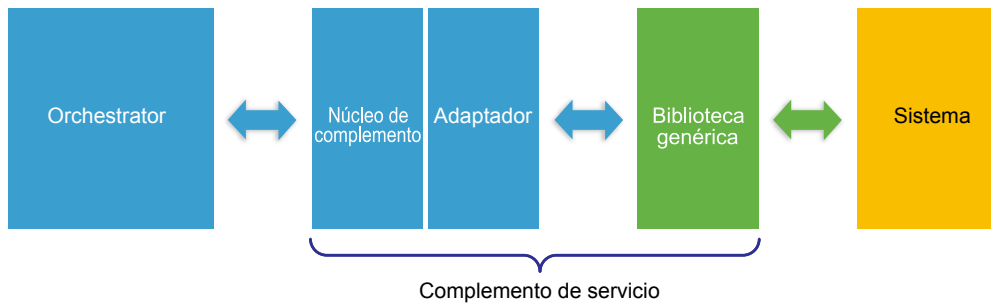 Orchestrator
Núcleo de
complemento
Adaptador
Biblioteca
genérica
Sistema
Complemento de servicio